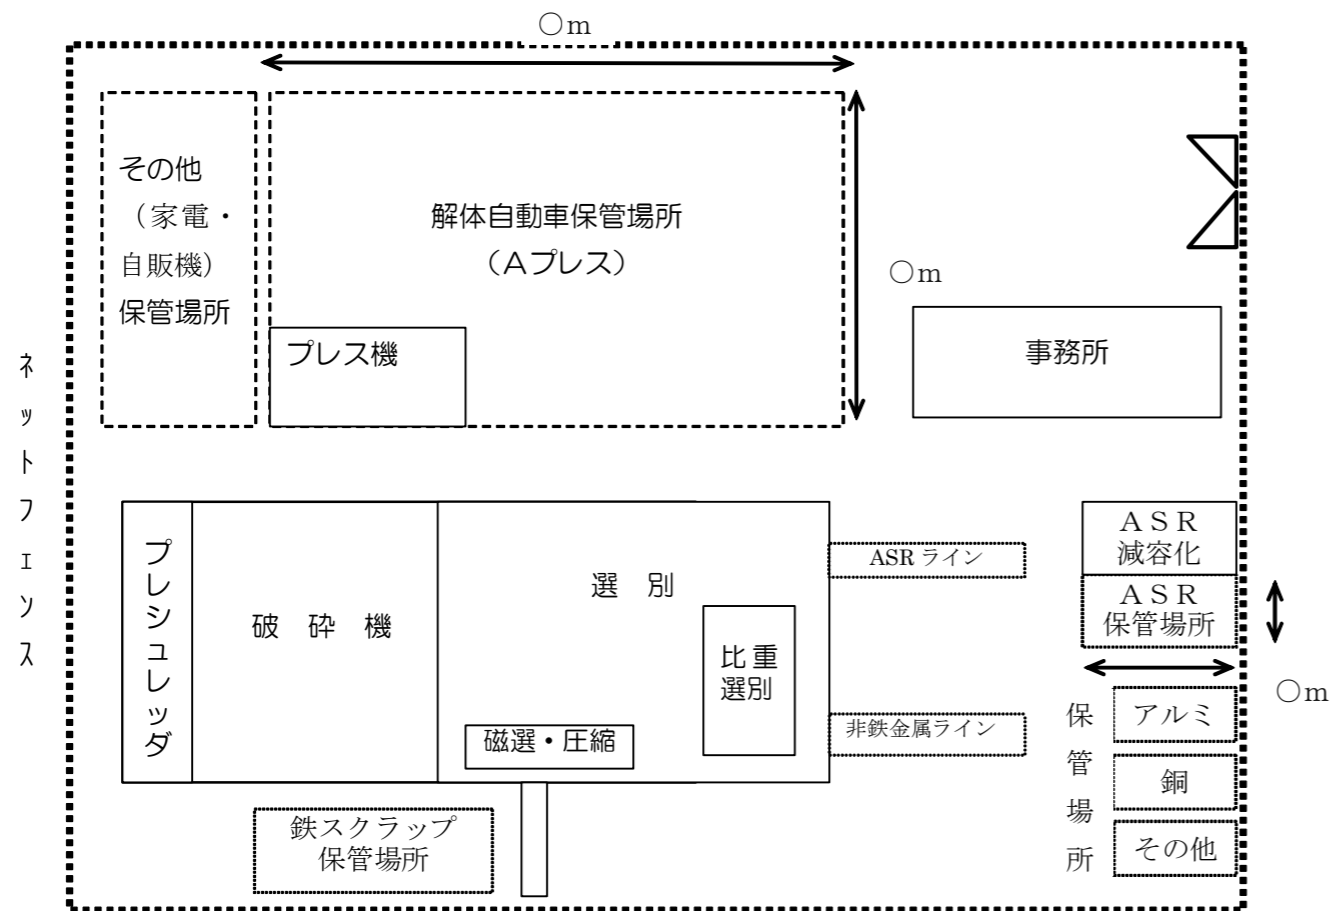 ○m
その他
(家電・
自販機)
保管場所
解体自動車保管場所
(Aプレス)
○m
プレス機
事務所
ネットフェンス
プレシュレッダ
破 砕 機
選 別
比重
選別
磁選・圧縮
ASRライン
非鉄金属ライン
ASR
減容化
ASR
保管場所
○m
保管場所
アルミ
銅
その他
鉄スクラップ
保管場所